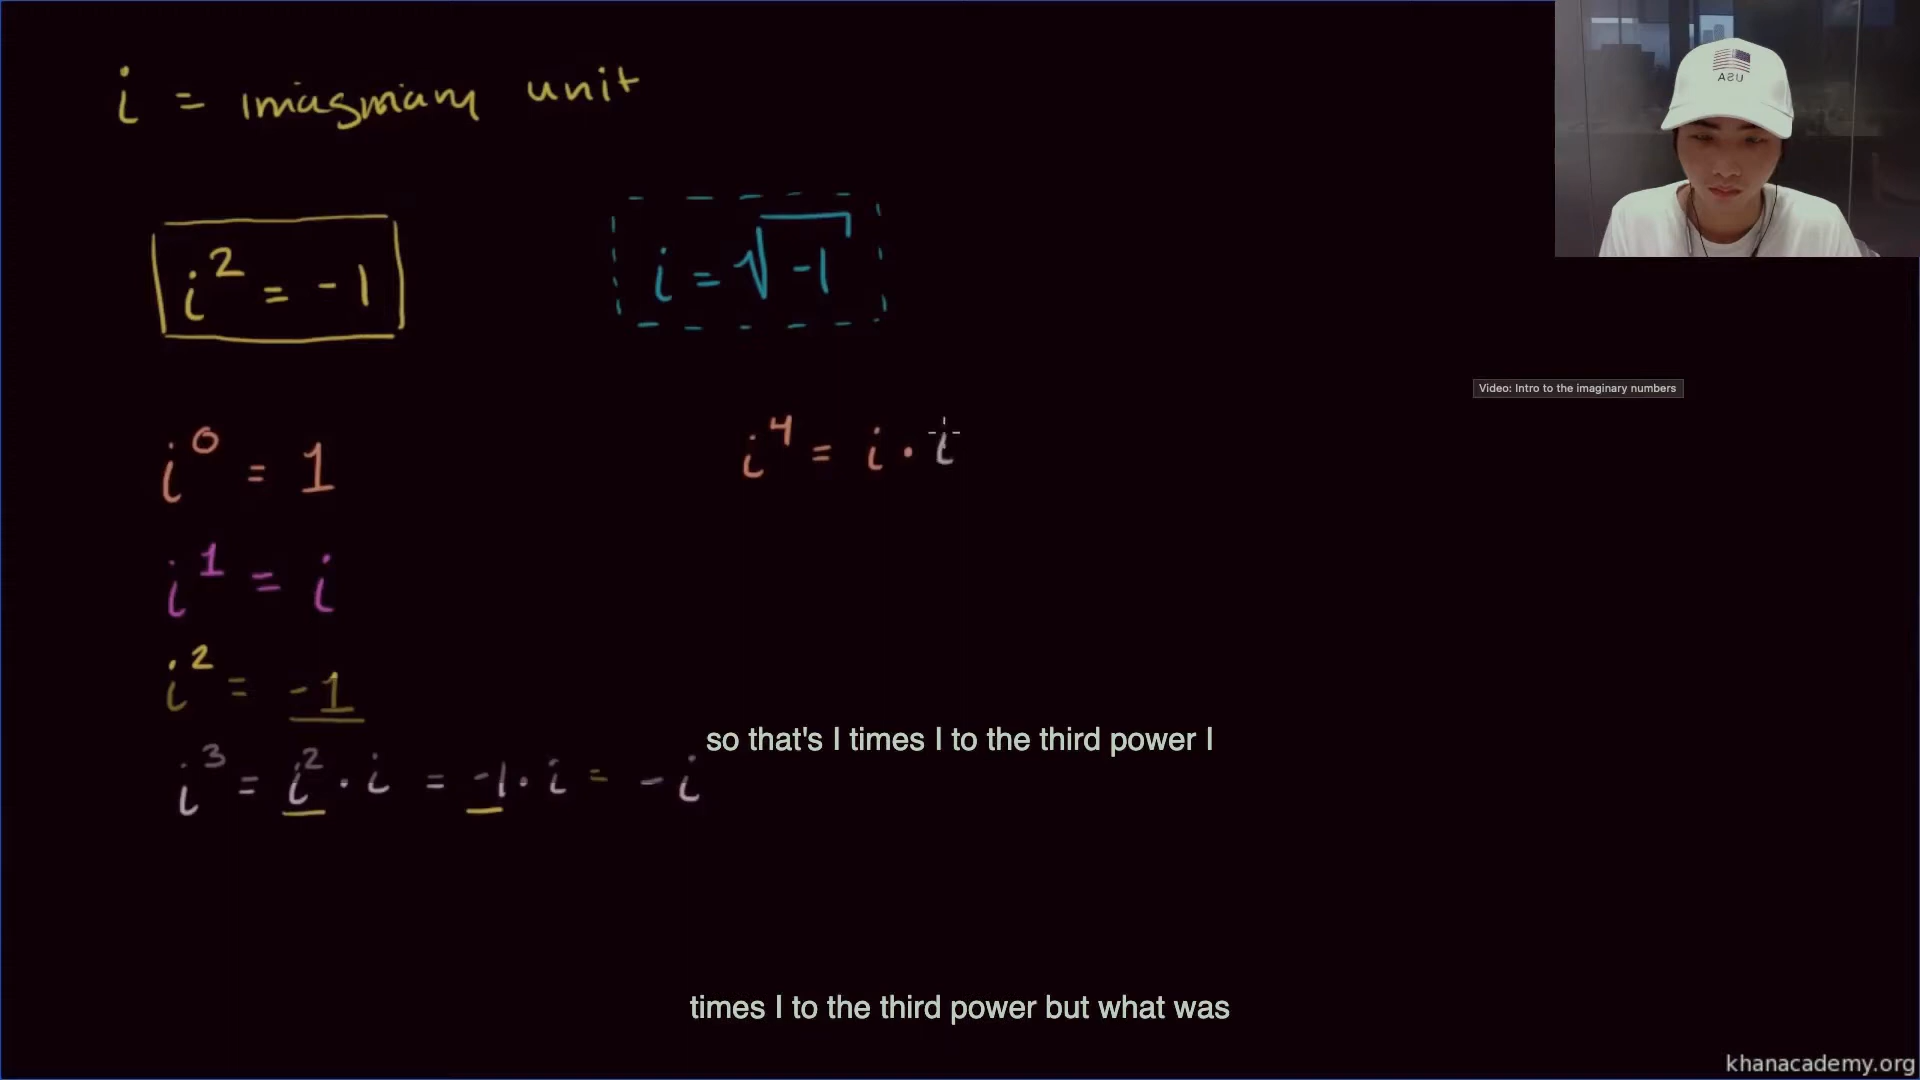 i = imaginary unit
USA
i² = -1
i = √-1
Video: Intro to the imaginary numbers
i⁰ = 1
i⁴ = i · i
i¹ = i
i² = -1
so that's I times I to the third power I
i³ = i² · i = -1 · i = -i
times I to the third power but what was
khanacademy.org